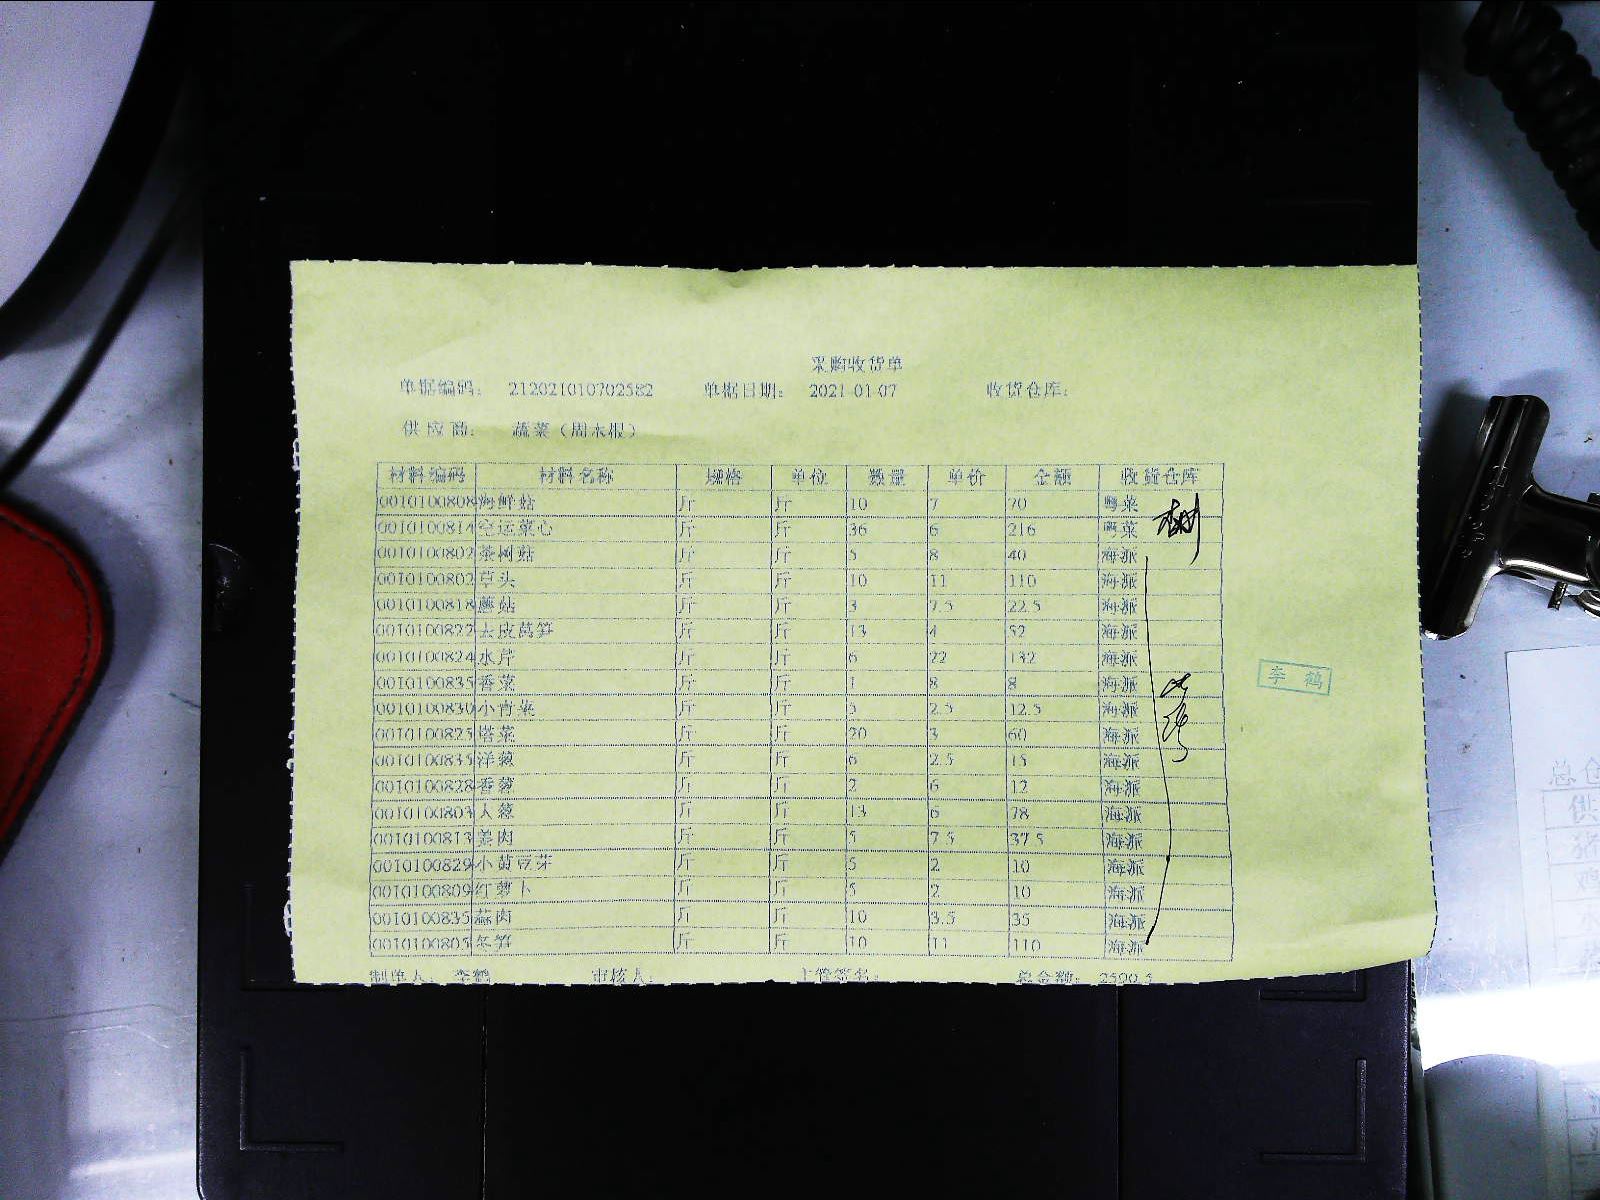 采购收货单
单据编码: 212021010702582 单据日期: 2021-01-07 收货仓库:
供应商: 蔬菜(周末根)
材料编码 材料名称 规格 单位 数量 单价 金额 收货仓库
0010100808 海鲜菇 斤 斤 10 7 70 粤菜
0010100814 空运菜心 斤 斤 36 6 216 粤菜
0010100802 茶树菇 斤 斤 5 8 40 海派
0010100802 草头 斤 斤 10 11 110 海派
0010100818 蘑菇 斤 斤 3 7.5 22.5 海派
0010100822 去皮莴笋 斤 斤 13 4 52 海派
0010100824 水芹 斤 斤 6 22 132 海派
0010100835 香菜 斤 斤 1 8 8 海派
0010100830 小青菜 斤 斤 5 2.5 12.5 海派
0010100825 塔菜 斤 斤 20 3 60 海派
0010100835 洋葱 斤 斤 6 2.5 15 海派
0010100828 香葱 斤 斤 2 6 12 海派
0010100803 大葱 斤 斤 13 6 78 海派
0010100813 姜肉 斤 斤 5 7.5 37.5 海派
0010100829 小黄豆芽 斤 斤 5 2 10 海派
0010100809 红萝卜 斤 斤 5 2 10 海派
0010100835 蒜肉 斤 斤 10 3.5 35 海派
0010100805 冬笋 斤 斤 10 11 110 海派
制单人: 李鹤 审核人: 主管签名: 总金额: 2590.5
李鹤
总仓
供
猪
鸡